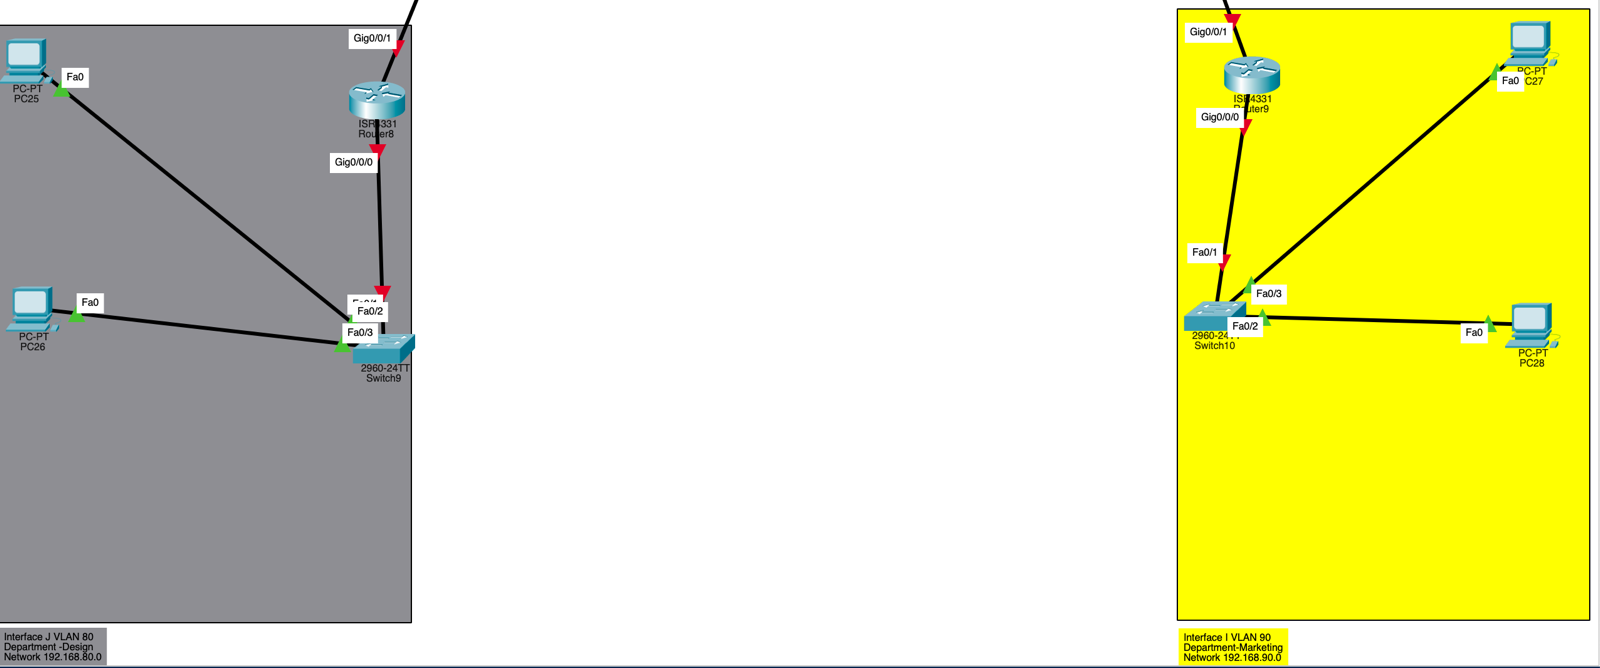 Gig0/0/1
Fa0
PC-PT
PC25
ISR4331
Router8
Gig0/0/0
Fa0
PC-PT
PC26
Fa0/2
Fa0/3
2960-24TT
Switch9
Interface J VLAN 80
Department -Design
Network 192.168.80.0
Gig0/0/1
ISR4331
Router9
Gig0/0/0
PC-PT
Fa0
Fa0/1
Fa0/3
Fa0/2
Switch10
Fa0
PC-PT
PC28
Interface I VLAN 90
Department-Marketing
Network 192.168.90.0